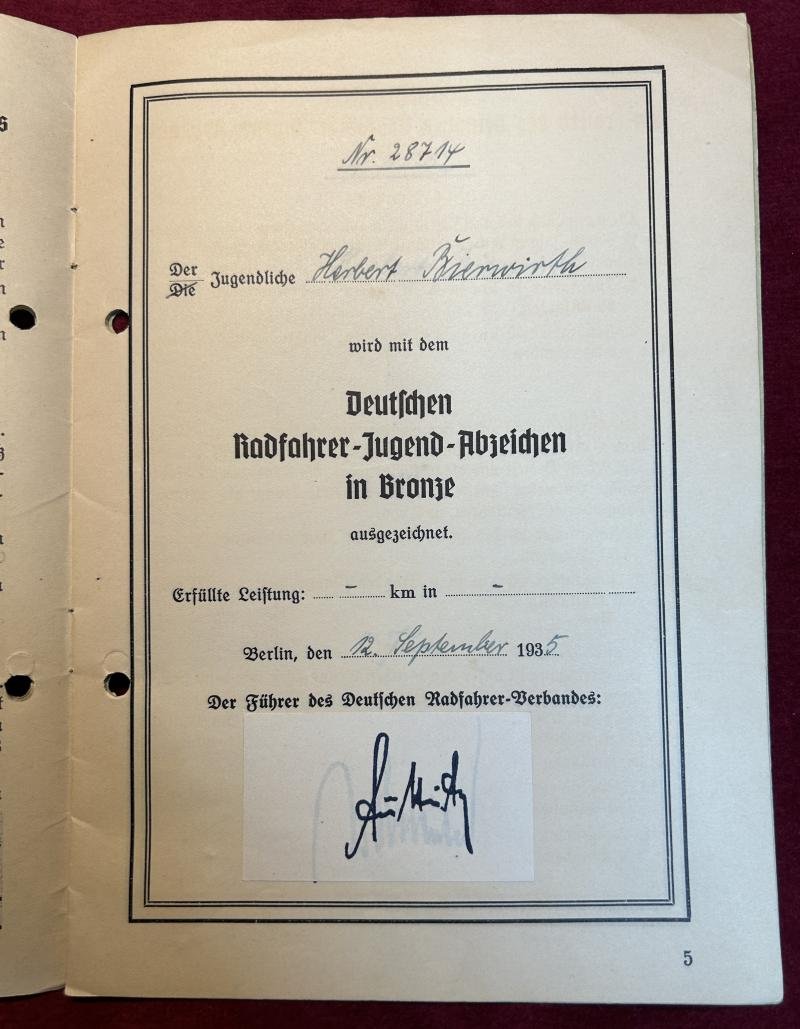 Nr. 28714
Der
Die Jugendliche Herbert Bierwirth
wird mit dem
Deutschen
Radfahrer-Jugend-Abzeichen
in Bronze
ausgezeichnet.
Erfüllte Leistung: – km in –
Berlin, den 12. September 1935
Der Führer des Deutschen Radfahrer-Verbandes:
5